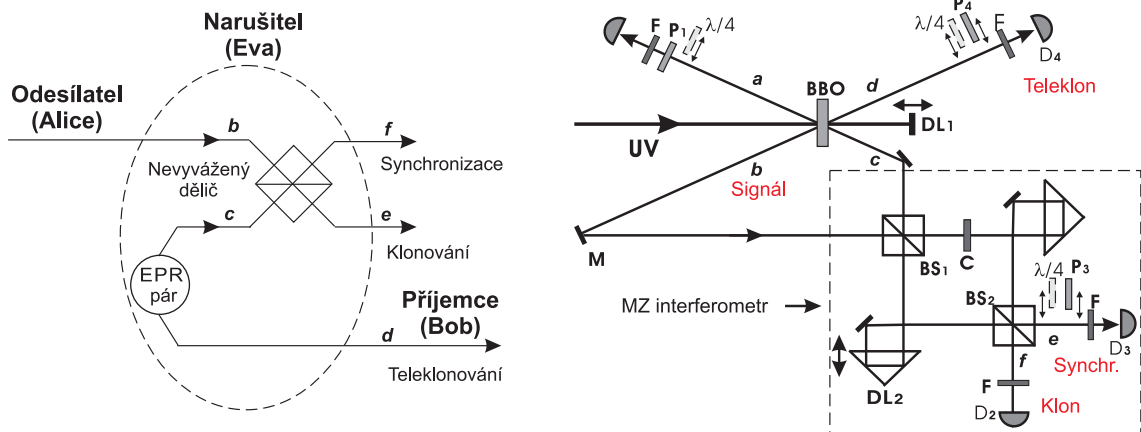 Narušitel
(Eva)
Odesílatel
(Alice)
b
f
Synchronizace
Nevyvážený
dělič
c
e
Klonování
EPR
pár
Příjemce
(Bob)
d
Teleklonování
F
P1
λ/4
a
BBO
λ/4
P4
F
D4
d
Teleklon
UV
DL1
b
c
Signál
M
BS1
C
MZ interferometr
λ/4
P3
BS2
F
e
D3
f
Synchr.
DL2
F
D2
Klon